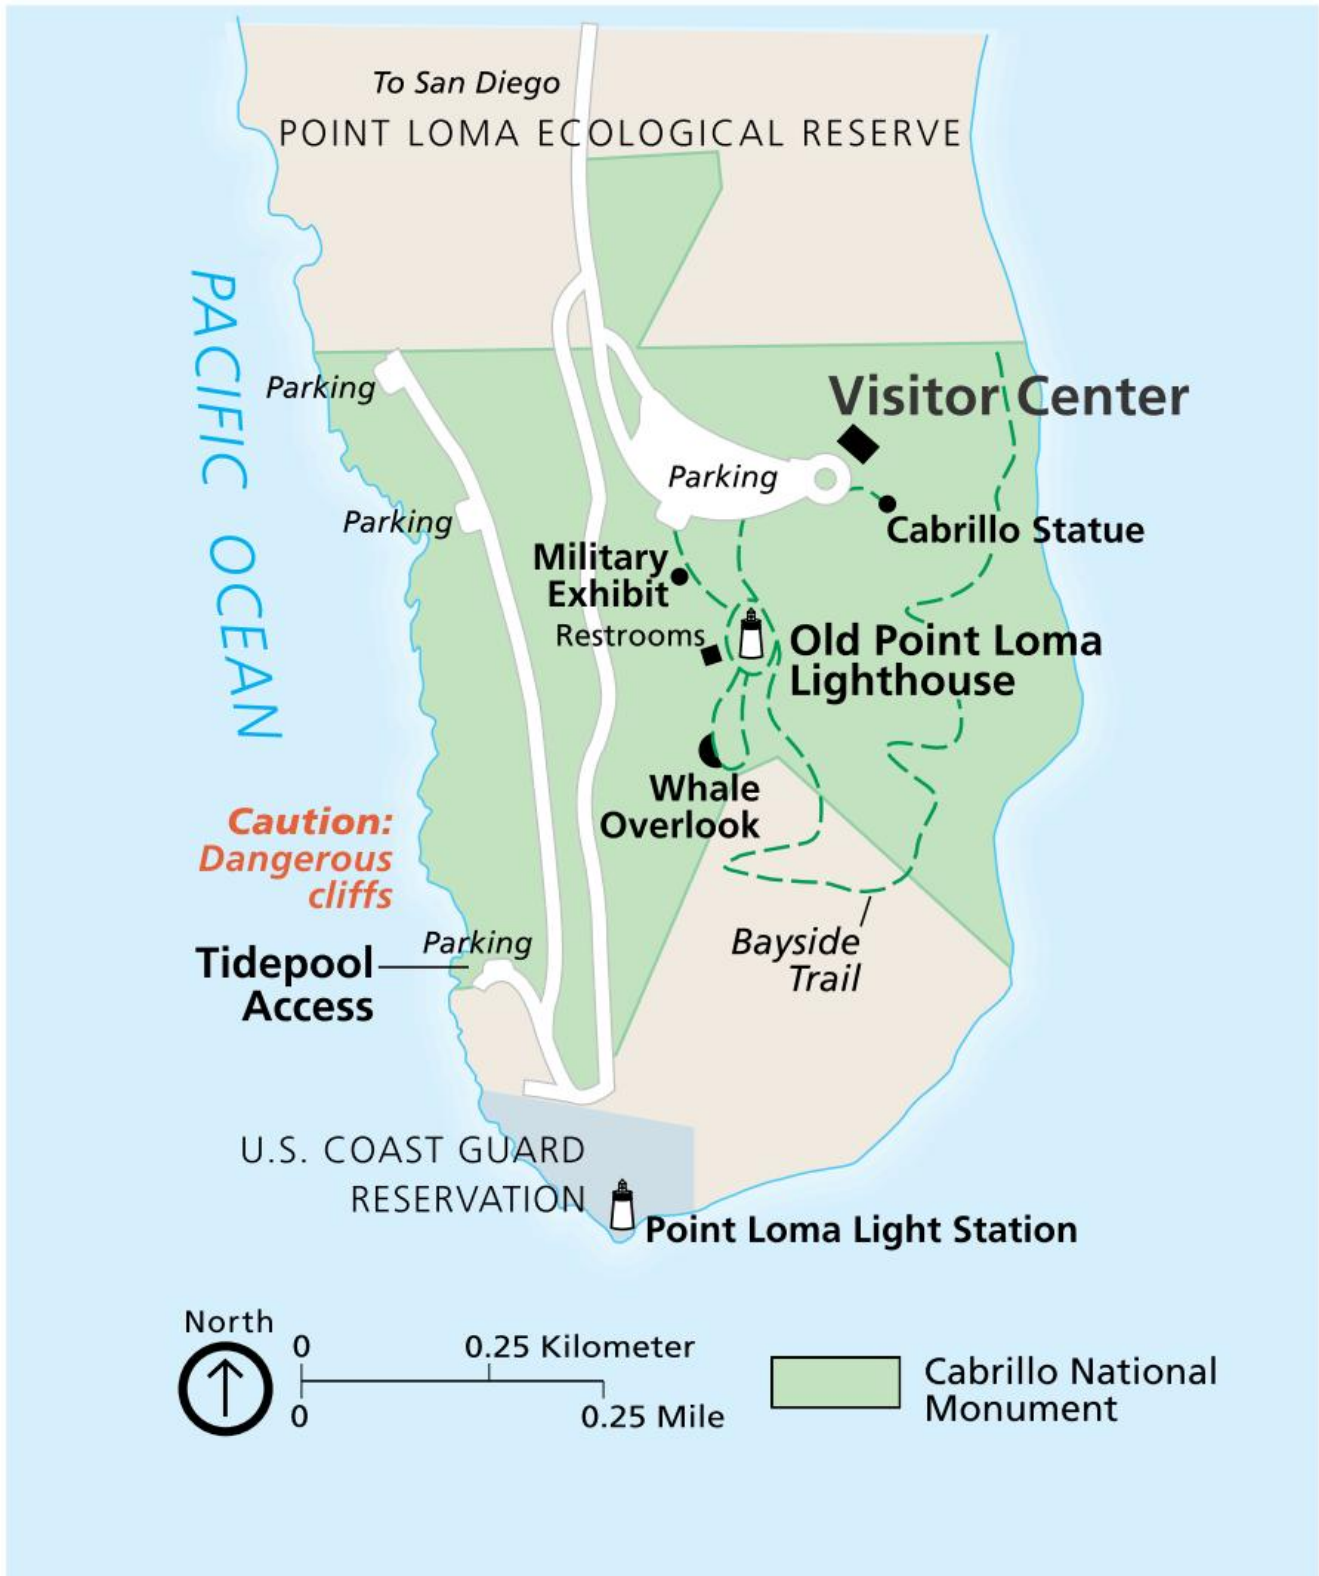 To San Diego
POINT LOMA ECOLOGICAL RESERVE
PACIFIC OCEAN
Parking
Visitor Center
Parking
Parking
Cabrillo Statue
Military
Exhibit
Restrooms
Old Point Loma
Lighthouse
Whale
Overlook
Caution:
Dangerous
cliffs
Parking
Tidepool
Access
Bayside
Trail
U.S. COAST GUARD
RESERVATION
Point Loma Light Station
North
0 0.25 Kilometer
0 0.25 Mile
Cabrillo National
Monument